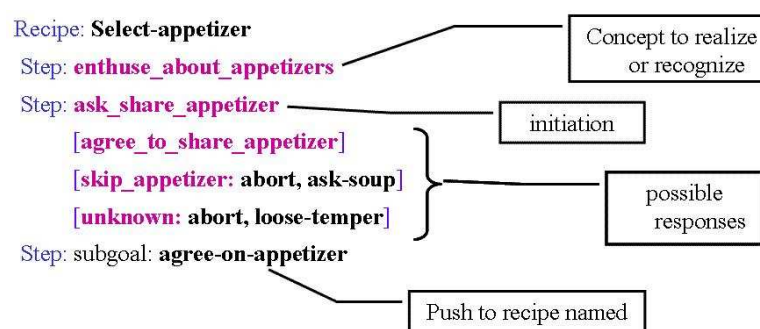 Recipe: Select-appetizer
Step: enthuse_about_appetizers
Step: ask_share_appetizer
[agree_to_share_appetizer]
[skip_appetizer: abort, ask-soup]
[unknown: abort, loose-temper]
Step: subgoal: agree-on-appetizer
Concept to realize
or recognize
initiation
possible
responses
Push to recipe named